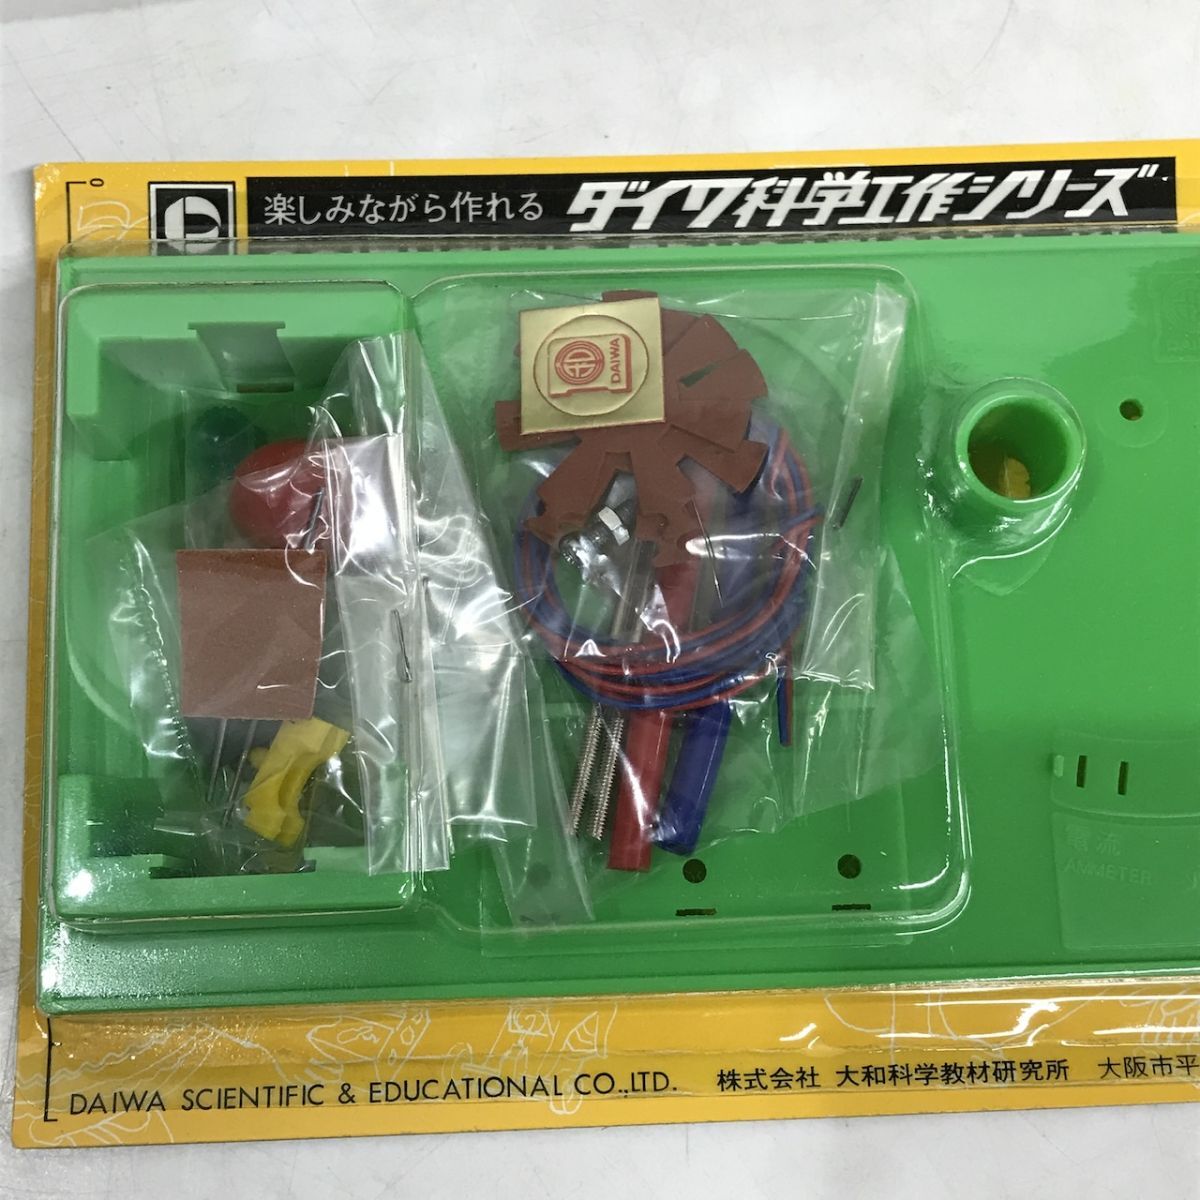 楽しみながら作れる ダイワ科学工作シリーズ
DAIWA
電流
AMMETER
DAIWA SCIENTIFIC & EDUCATIONAL CO.,LTD. 株式会社 大和科学教材研究所 大阪市平